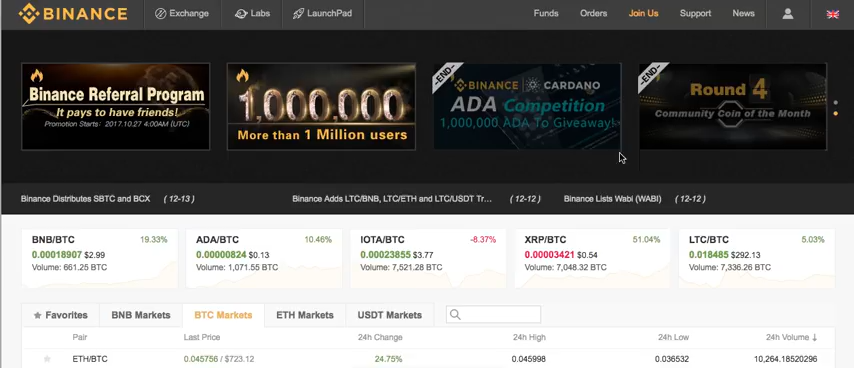 BINANCE Exchange Labs LaunchPad Funds Orders Join Us Support News
Binance Referral Program
It pays to have friends!
Promotion Starts: 2017.10.27 4:00AM (UTC)
1,000,000
More than 1 Million users
-END-
BINANCE CARDANO
ADA Competition
1,000,000 ADA To Giveaway!
-END-
Round 4
Community Coin of the Month
Binance Distributes SBTC and BCX ( 12-13 ) Binance Adds LTC/BNB, LTC/ETH and LTC/USDT Tr... ( 12-12 ) Binance Lists Wabi (WABI) ( 12-12 )
BNB/BTC 19.33%
0.00018907 $2.99
Volume: 661.25 BTC
ADA/BTC 10.46%
0.00000824 $0.13
Volume: 1,071.55 BTC
IOTA/BTC -8.37%
0.00023855 $3.77
Volume: 7,521.28 BTC
XRP/BTC 51.04%
0.00003421 $0.54
Volume: 7,048.32 BTC
LTC/BTC 5.03%
0.018485 $292.13
Volume: 7,336.26 BTC
Favorites BNB Markets BTC Markets ETH Markets USDT Markets
Pair Last Price 24h Change 24h High 24h Low 24h Volume ↓
ETH/BTC 0.045756 / $723.12 24.75% 0.045998 0.036532 10,264.18520296